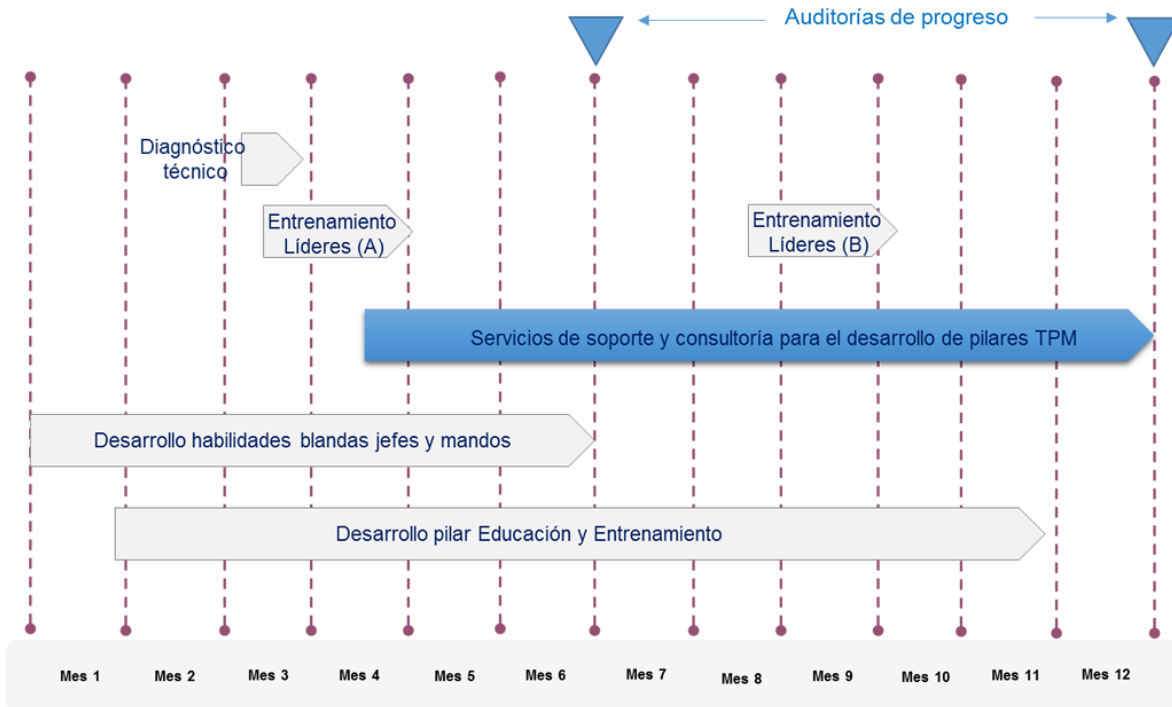 Auditorías de progreso
Diagnóstico
técnico
Entrenamiento
Líderes (A)
Entrenamiento
Líderes (B)
Servicios de soporte y consultoría para el desarrollo de pilares TPM
Desarrollo habilidades blandas jefes y mandos
Desarrollo pilar Educación y Entrenamiento
Mes 1 Mes 2 Mes 3 Mes 4 Mes 5 Mes 6 Mes 7 Mes 8 Mes 9 Mes 10 Mes 11 Mes 12